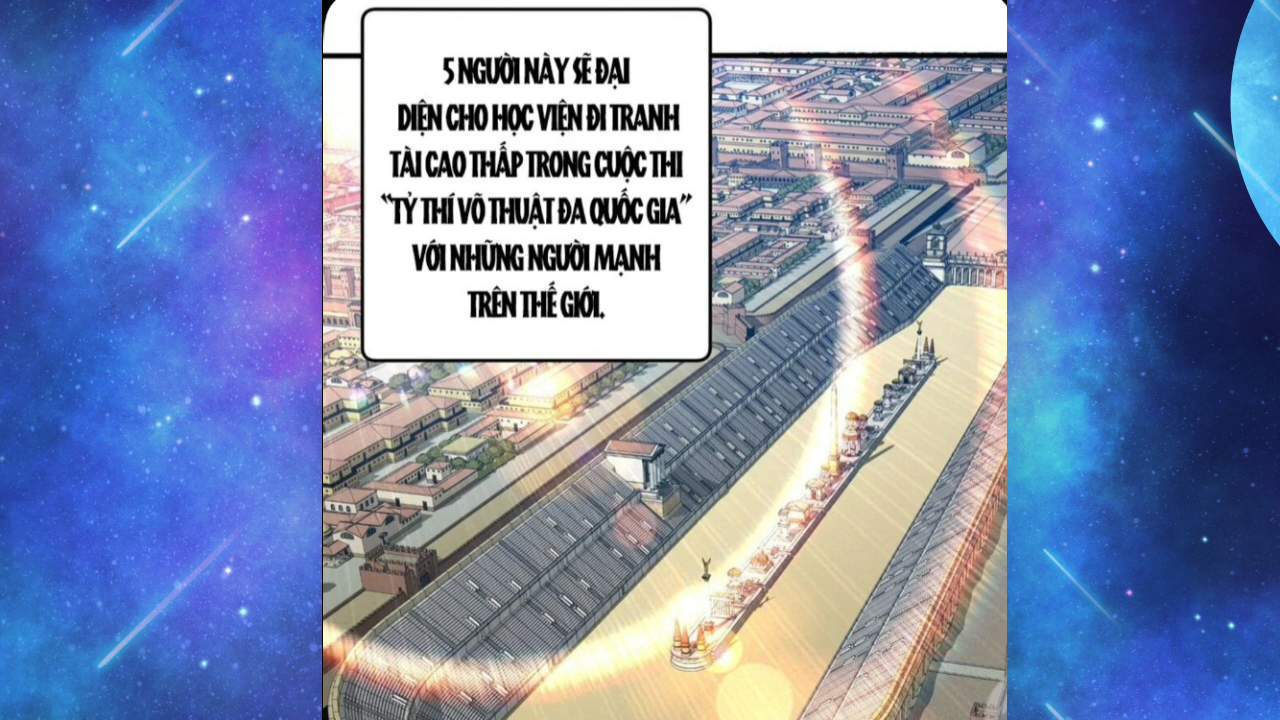 5 NGƯỜI NÀY SẼ ĐẠI
DIỆN CHO HỌC VIỆN ĐI TRANH
TÀI CAO THẤP TRONG CUỘC THI
“TỶ THÍ VÕ THUẬT ĐA QUỐC GIA”
VỚI NHỮNG NGƯỜI MẠNH
TRÊN THẾ GIỚI.